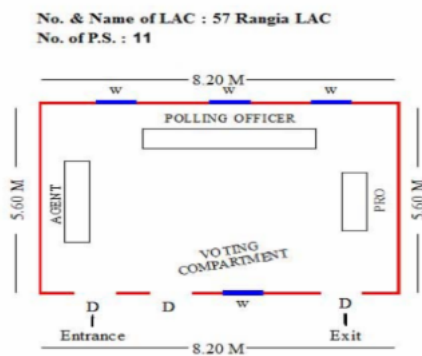 No. & Name of LAC : 57 Rangia LAC
No. of P.S. : 11
8.20 M
w w w
POLLING OFFICER
5.60 M
AGENT
PRO
5.60 M
VOTING
COMPARTMENT
D D w D
Entrance Exit
8.20 M